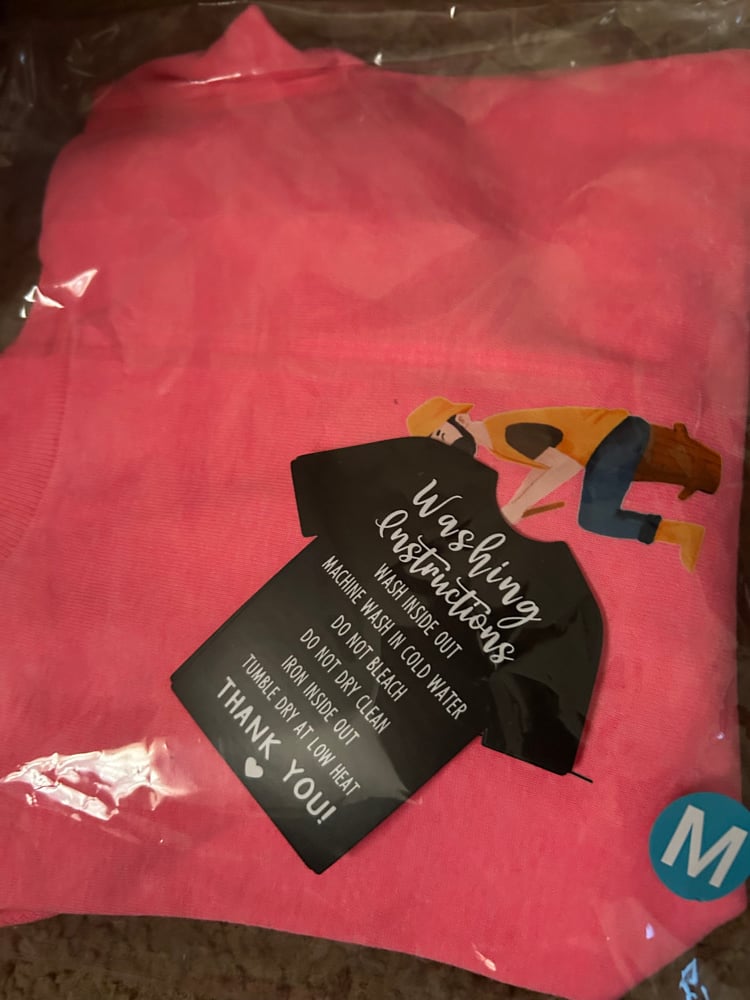 Washing
Instructions
WASH INSIDE OUT
MACHINE WASH IN COLD WATER
DO NOT BLEACH
DO NOT DRY CLEAN
IRON INSIDE OUT
TUMBLE DRY AT LOW HEAT
THANK YOU!
M